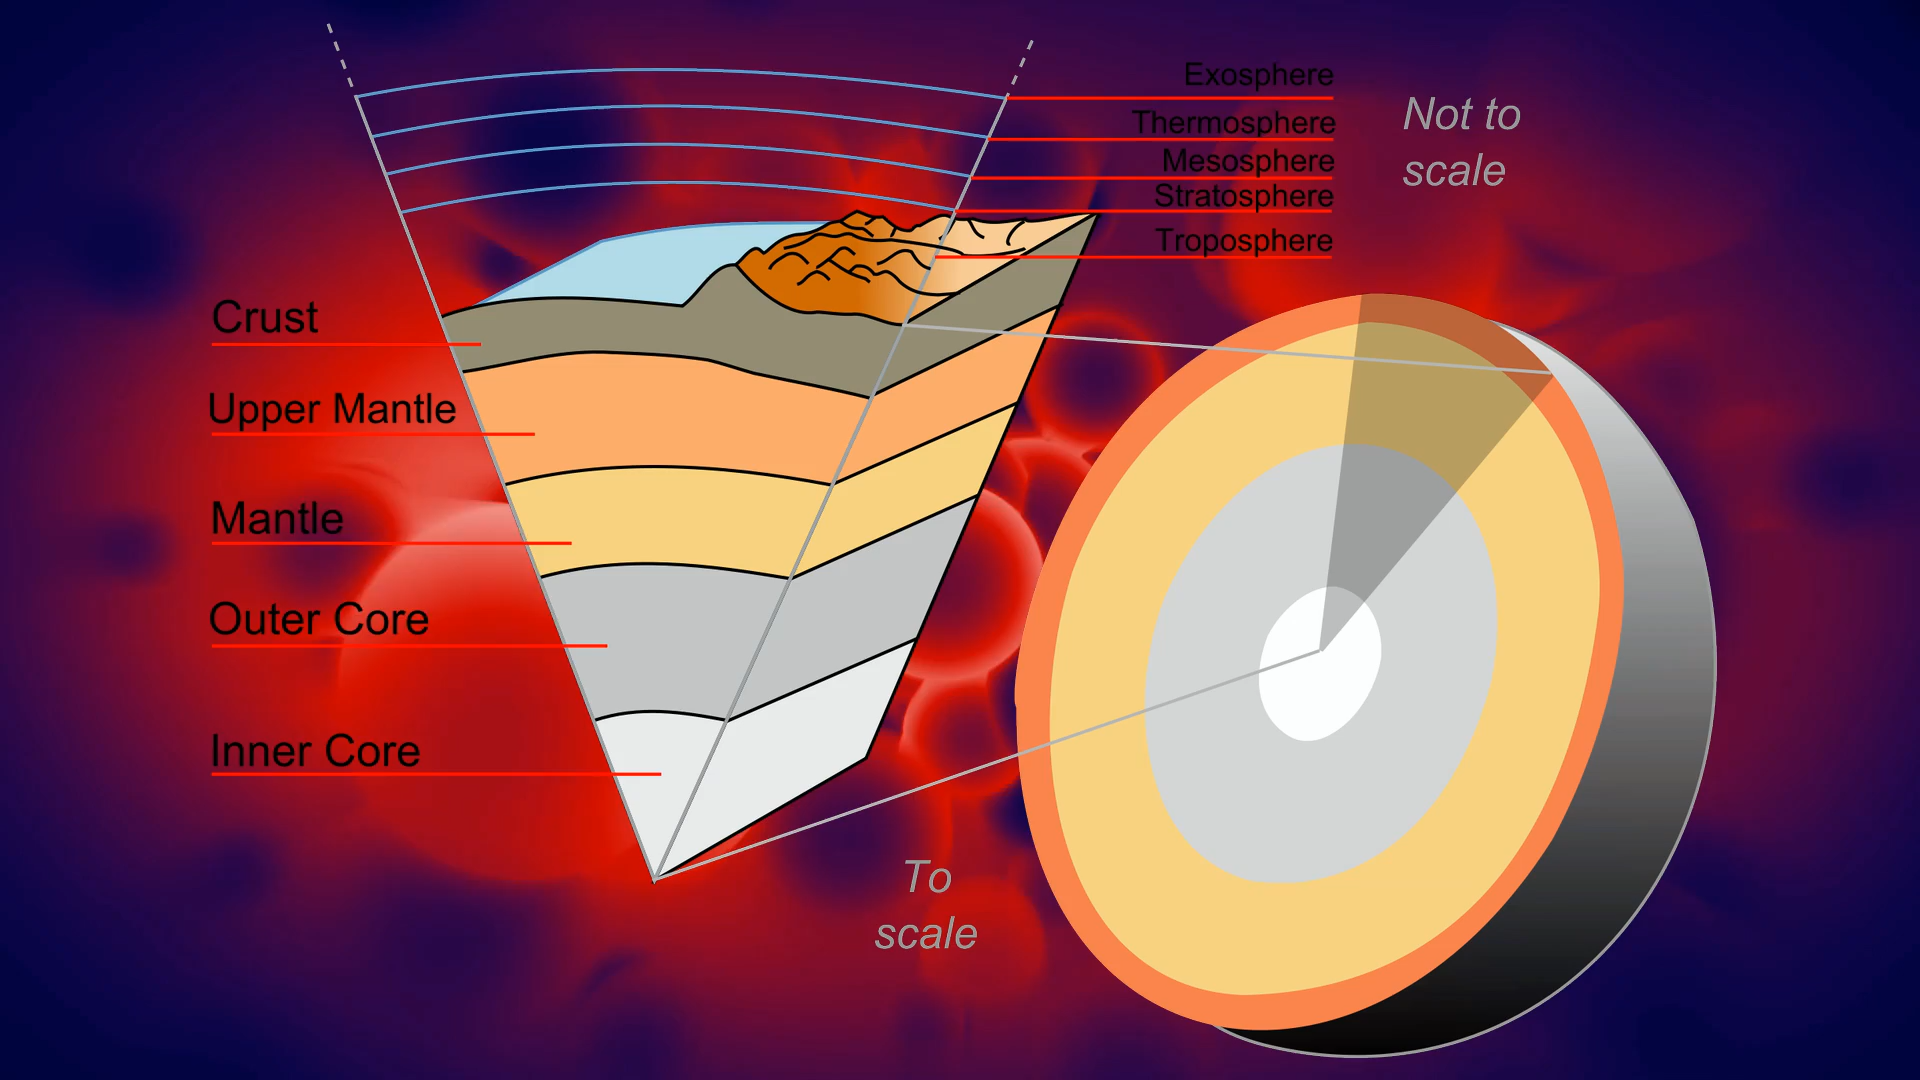 Exosphere
Thermosphere
Mesosphere
Stratosphere
Troposphere
Not to
scale
Crust
Upper Mantle
Mantle
Outer Core
Inner Core
To
scale